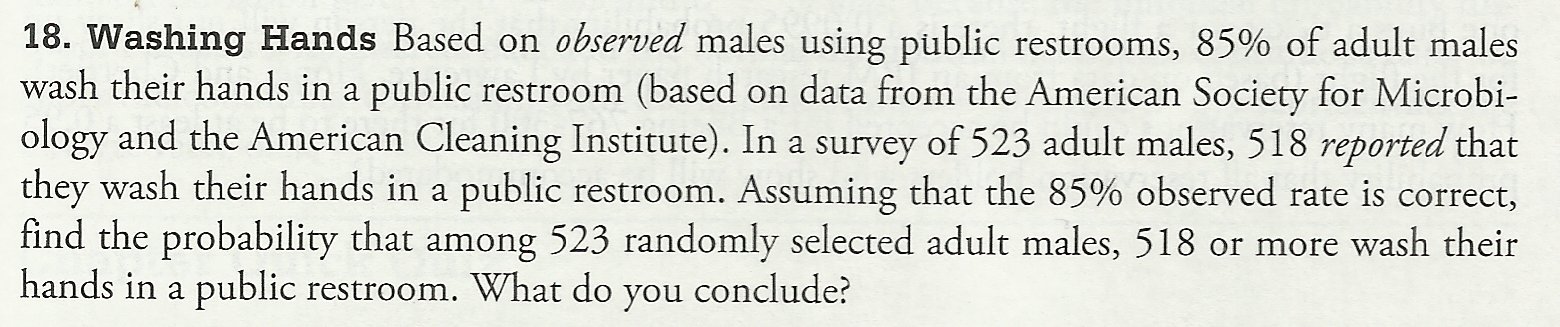 18. Washing Hands Based on observed males using public restrooms, 85% of adult males
wash their hands in a public restroom (based on data from the American Society for Microbi-
ology and the American Cleaning Institute). In a survey of 523 adult males, 518 reported that
they wash their hands in a public restroom. Assuming that the 85% observed rate is correct,
find the probability that among 523 randomly selected adult males, 518 or more wash their
hands in a public restroom. What do you conclude?